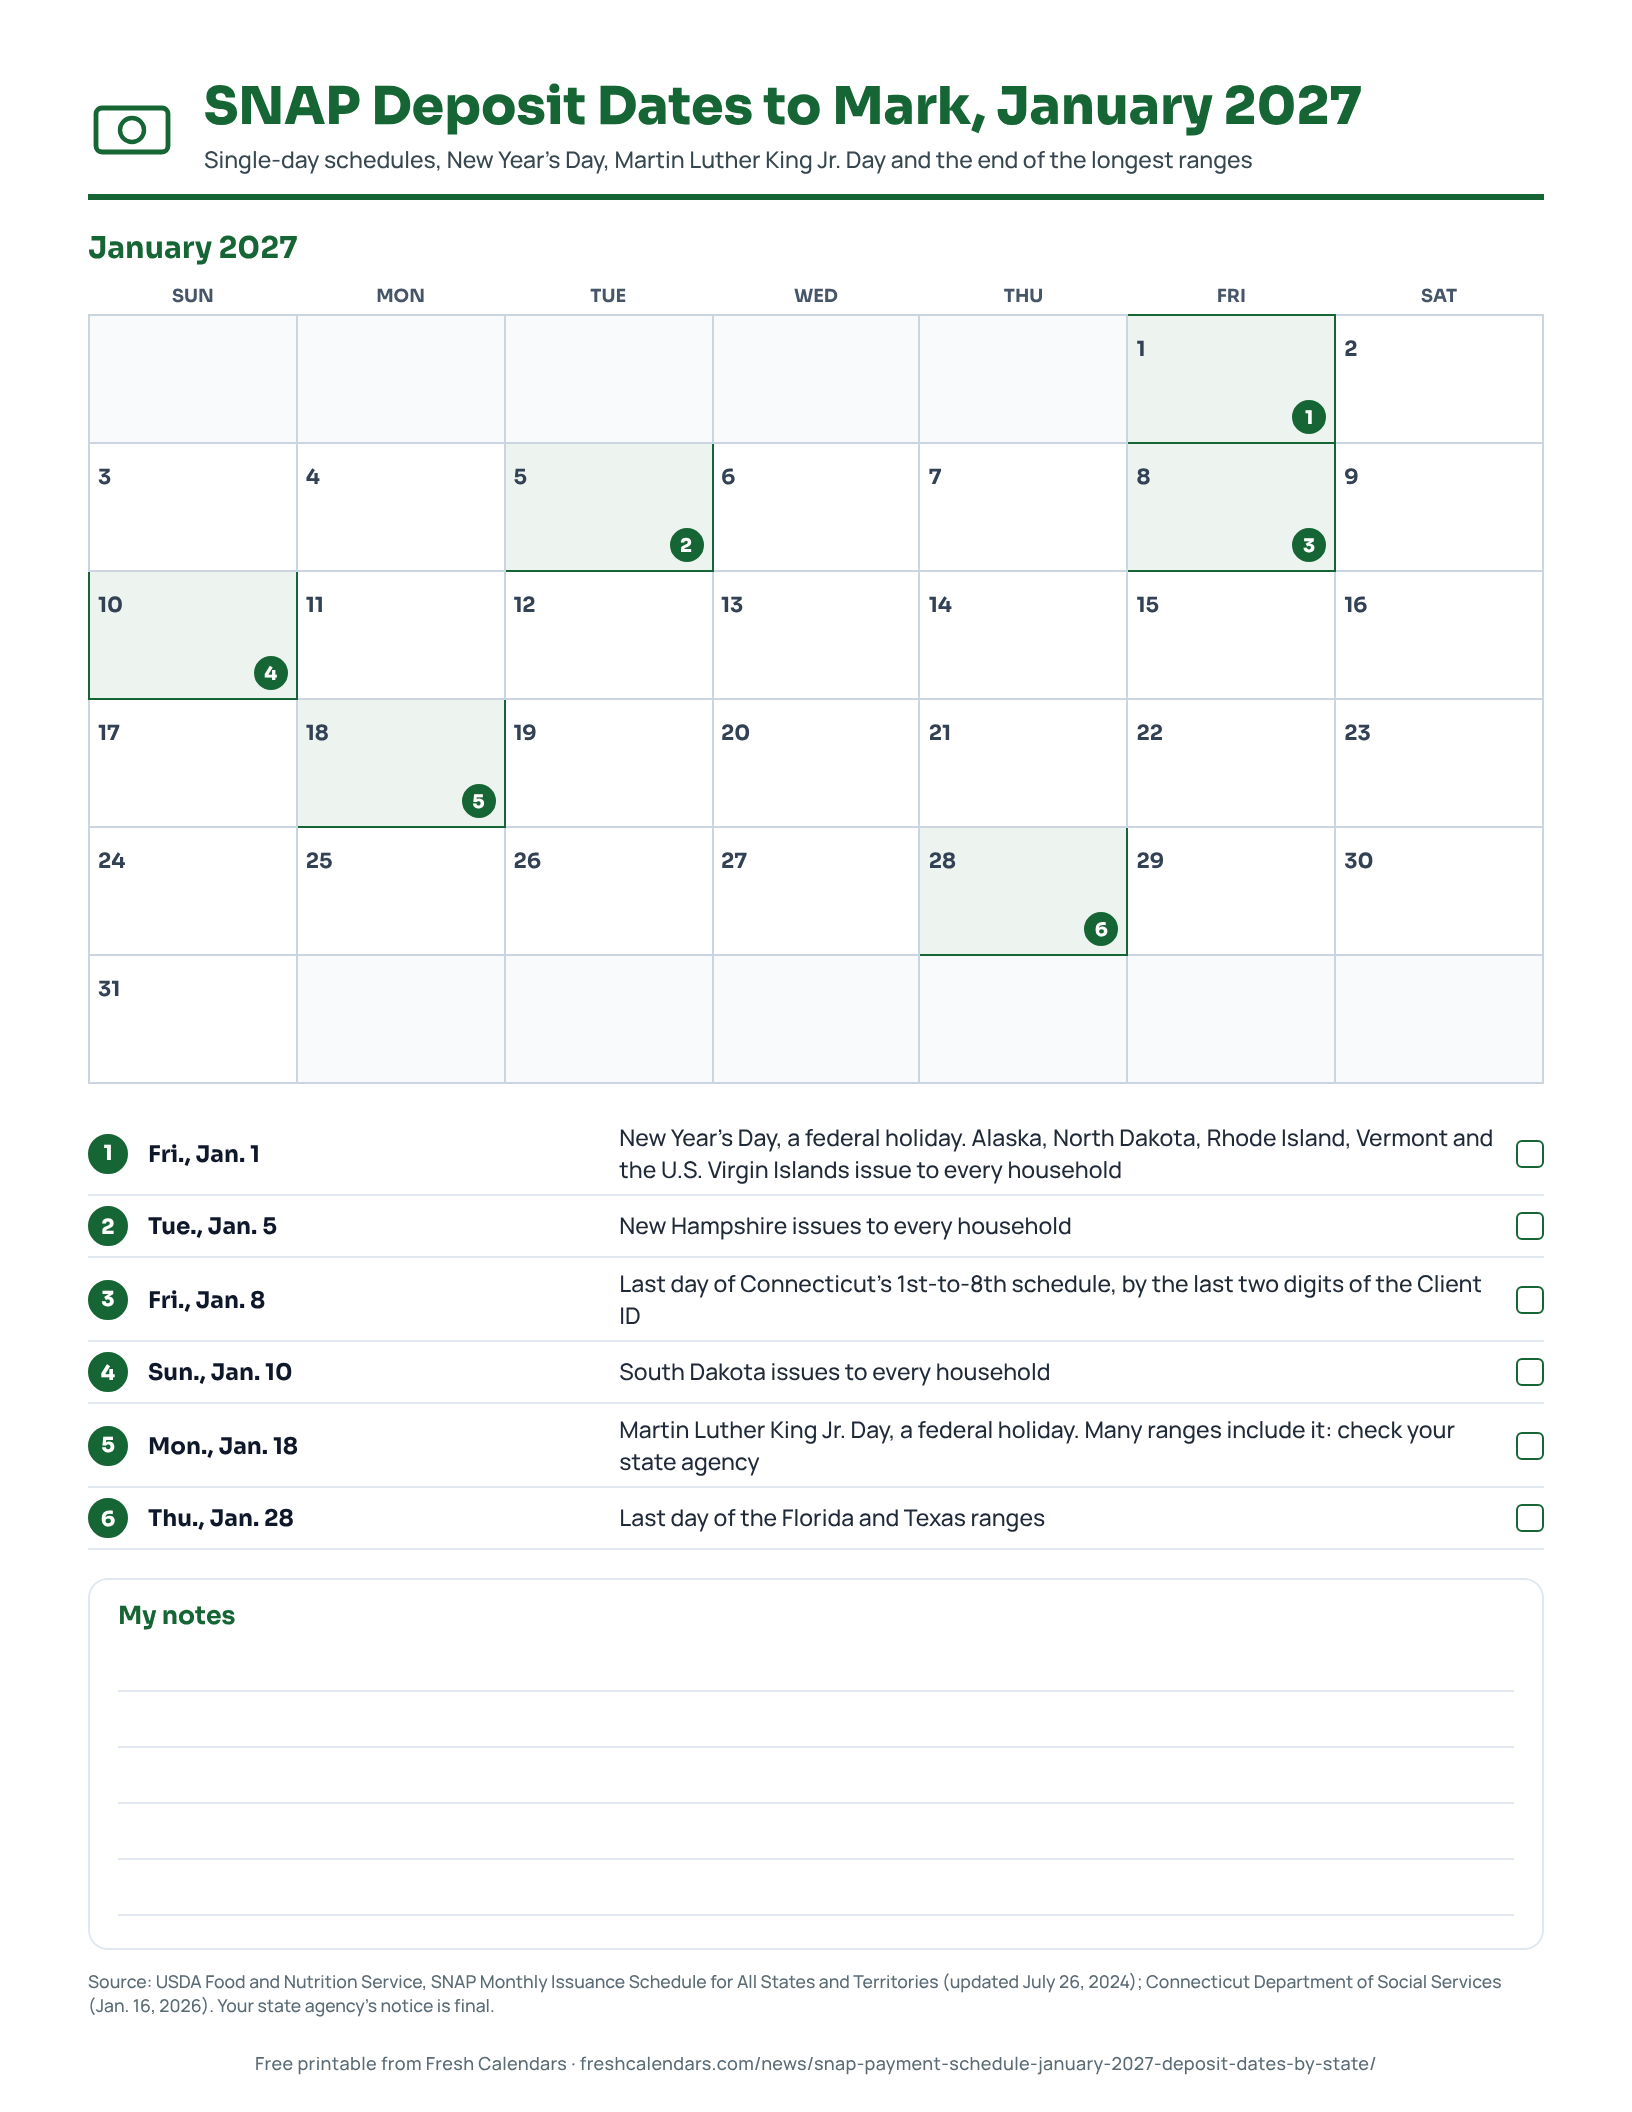 SNAP Deposit Dates to Mark, January 2027
Single-day schedules, New Year's Day, Martin Luther King Jr. Day and the end of the longest ranges
January 2027
SUN MON TUE WED THU FRI SAT
1 2
1
3 4 5 6 7 8 9
2 3
10 11 12 13 14 15 16
4
17 18 19 20 21 22 23
5
24 25 26 27 28 29 30
6
31
1 Fri., Jan. 1 New Year's Day, a federal holiday. Alaska, North Dakota, Rhode Island, Vermont and
the U.S. Virgin Islands issue to every household
2 Tue., Jan. 5 New Hampshire issues to every household
3 Fri., Jan. 8 Last day of Connecticut's 1st-to-8th schedule, by the last two digits of the Client
ID
4 Sun., Jan. 10 South Dakota issues to every household
5 Mon., Jan. 18 Martin Luther King Jr. Day, a federal holiday. Many ranges include it: check your
state agency
6 Thu., Jan. 28 Last day of the Florida and Texas ranges
My notes
Source: USDA Food and Nutrition Service, SNAP Monthly Issuance Schedule for All States and Territories (updated July 26, 2024); Connecticut Department of Social Services
(Jan. 16, 2026). Your state agency's notice is final.
Free printable from Fresh Calendars · freshcalendars.com/news/snap-payment-schedule-january-2027-deposit-dates-by-state/